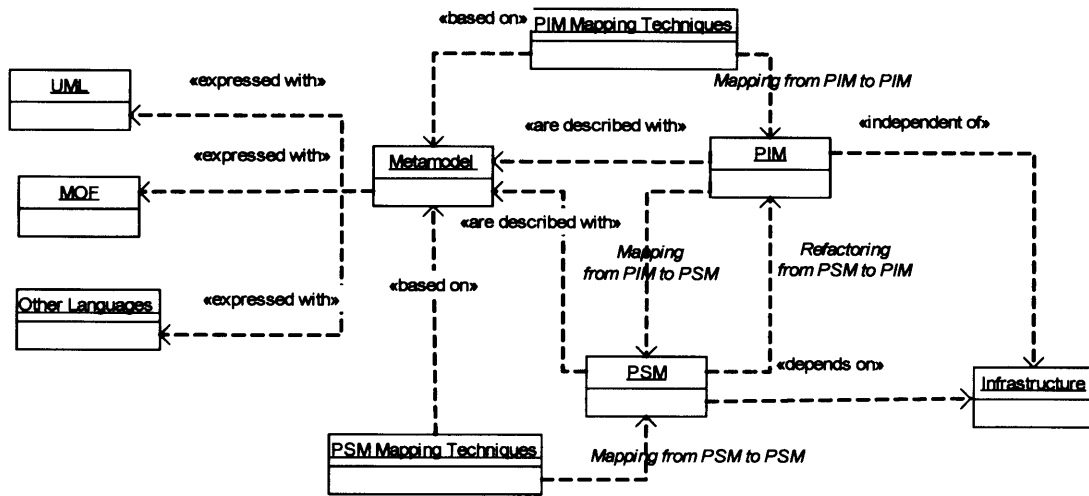 «based on»
PIM Mapping Techniques
UML
«expressed with»
Mapping from PIM to PIM
«are described with»
«independent of»
«expressed with»
Metamodel
PIM
MOF
«are described with»
Mapping
from PIM to PSM
Refactoring
from PSM to PIM
«based on»
Other Languages
«expressed with»
PSM
«depends on»
Infrastructure
PSM Mapping Techniques
Mapping from PSM to PSM